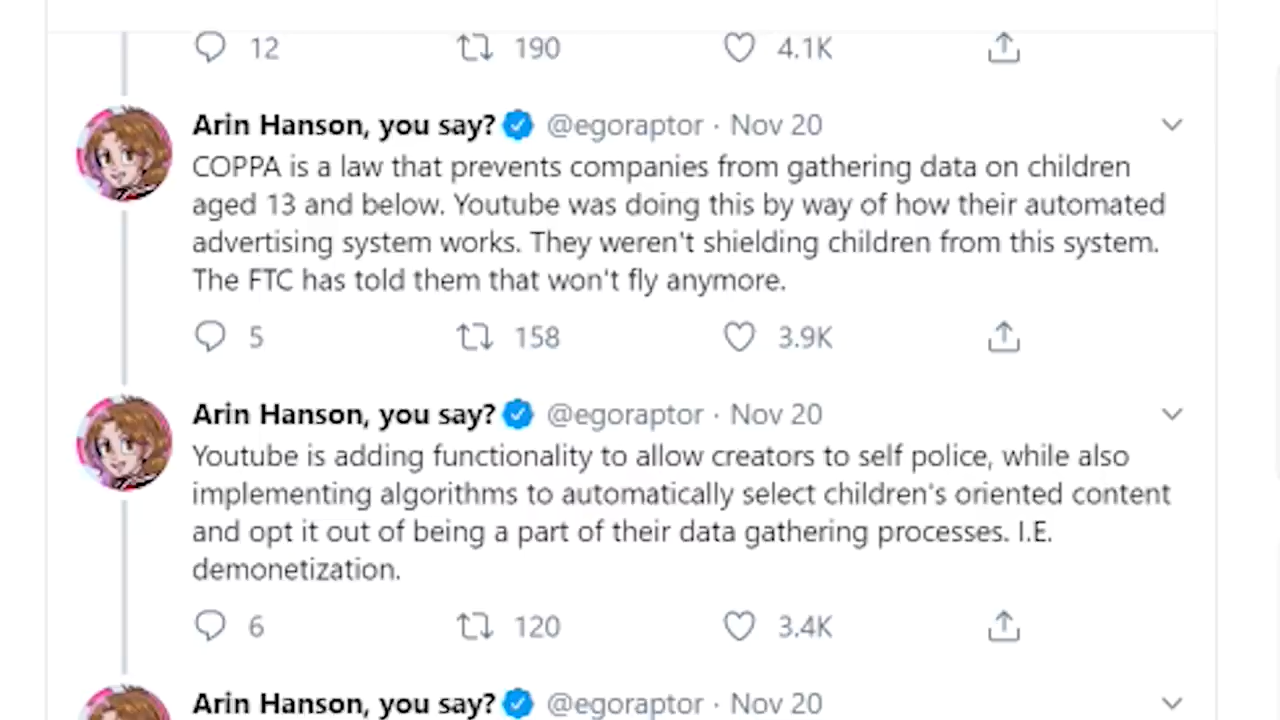 12 190 4.1K
Arin Hanson, you say? @egoraptor · Nov 20
COPPA is a law that prevents companies from gathering data on children
aged 13 and below. Youtube was doing this by way of how their automated
advertising system works. They weren't shielding children from this system.
The FTC has told them that won't fly anymore.
5 158 3.9K
Arin Hanson, you say? @egoraptor · Nov 20
Youtube is adding functionality to allow creators to self police, while also
implementing algorithms to automatically select children's oriented content
and opt it out of being a part of their data gathering processes. I.E.
demonetization.
6 120 3.4K
Arin Hanson, you say? @egoraptor · Nov 20